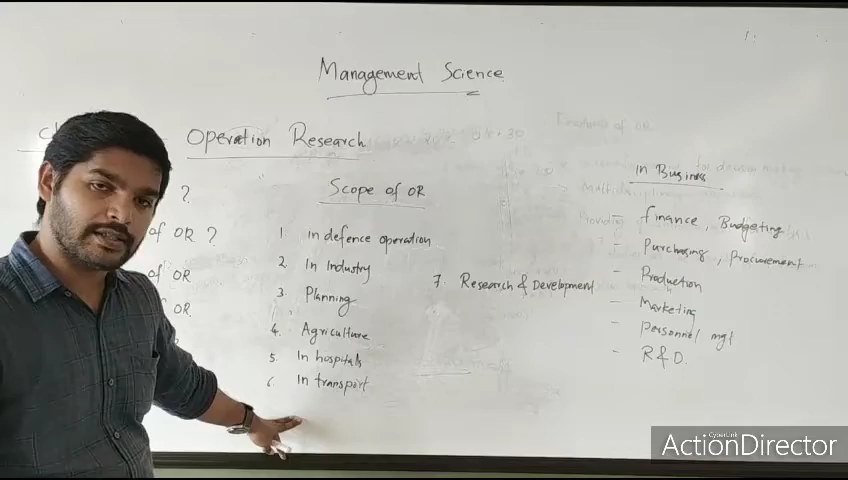 Management Science
Operation Research
?
of OR ?
of OR
OR
Scope of OR
1. In defence operation
2. In Industry
3. Planning
4. Agriculture
5. In hospitals
6. In transport
7. Research & Development
in Business
- finance, Budgeting
- Purchasing, Procurement
- Production
- Marketing
- Personnel mgt
- R&D.
CyberLink
ActionDirector